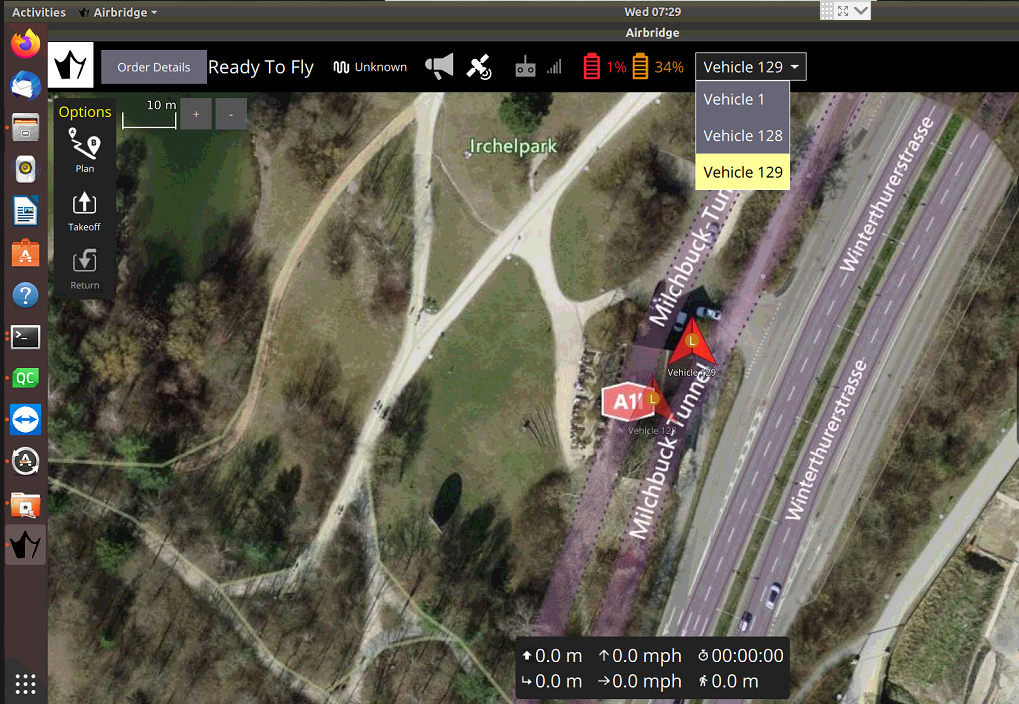 Activities
Airbridge
Wed 07:29
Airbridge
Order Details
Ready To Fly
Unknown
1%
34%
Vehicle 129
Vehicle 1
Vehicle 128
Vehicle 129
Options
10 m
+
-
Plan
Takeoff
Return
Irchelpark
Winterthurerstrasse
Milchbuck-Tun
L
Vehicle 129
A1
L
Vehicle 128
Milchbuck-Tunnel
Winterthurerstrasse
QC
0.0 m
0.0 mph
00:00:00
0.0 m
0.0 mph
0.0 m